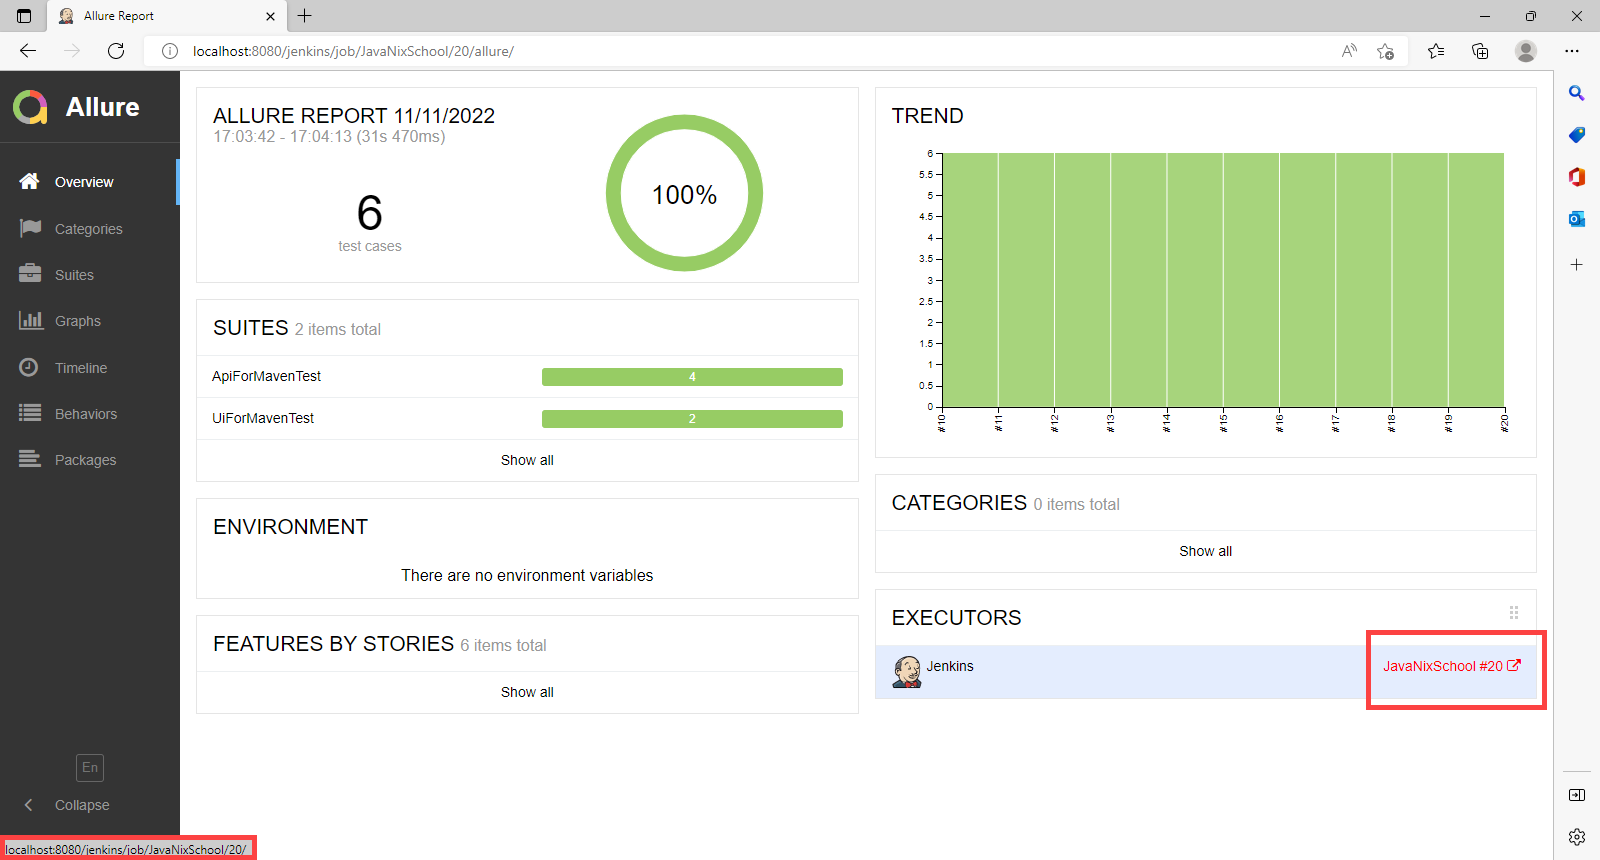 Allure Report
localhost:8080/jenkins/job/JavaNixSchool/20/allure/
Allure
Overview
Categories
Suites
Graphs
Timeline
Behaviors
Packages
En
Collapse
localhost:8080/jenkins/job/JavaNixSchool/20/
ALLURE REPORT 11/11/2022
17:03:42 - 17:04:13 (31s 470ms)
6
test cases
100%
SUITES 2 items total
ApiForMavenTest 4
UiForMavenTest 2
Show all
ENVIRONMENT
There are no environment variables
FEATURES BY STORIES 6 items total
Show all
TREND
6
5.5
5
4.5
4
3.5
3
2.5
2
1.5
1
0.5
0
#10 #11 #12 #13 #14 #15 #16 #17 #18 #19 #20
CATEGORIES 0 items total
Show all
EXECUTORS
Jenkins JavaNixSchool #20